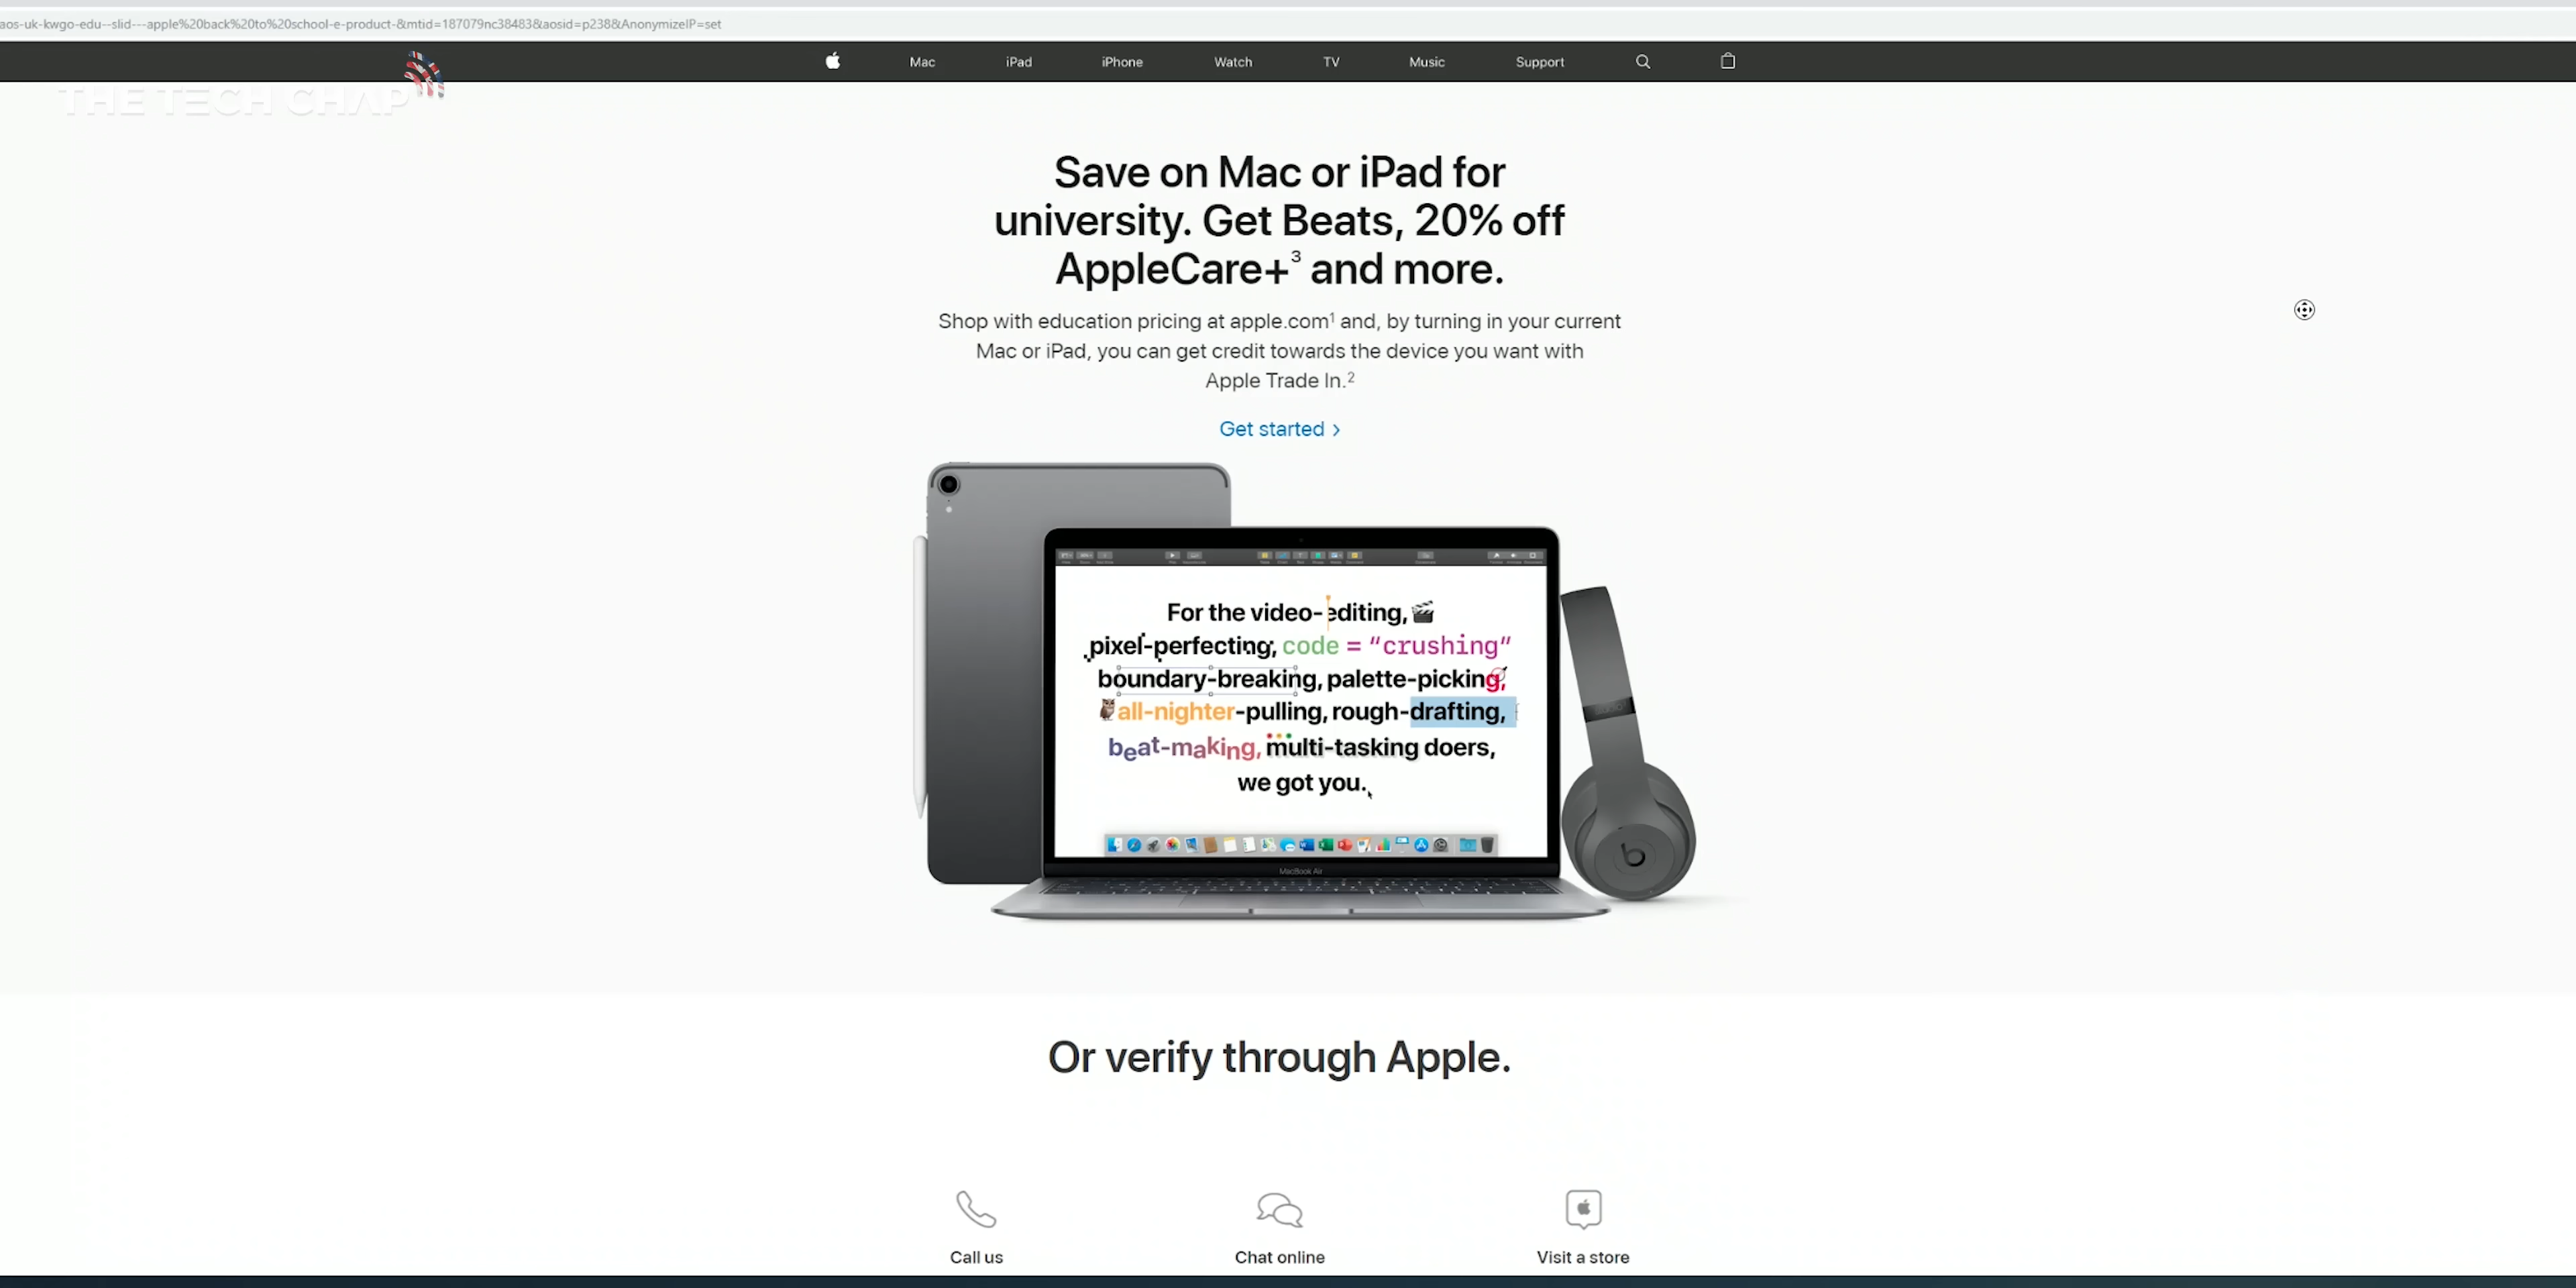 aos-uk-kwgo-edu--slid---apple%20back%20to%20school-e-product-&mtid=187079nc38483&aosid=p238&AnonymizeIP=set
Mac iPad iPhone Watch TV Music Support
THE TECH CHAP
Save on Mac or iPad for
university. Get Beats, 20% off
AppleCare+³ and more.
Shop with education pricing at apple.com¹ and, by turning in your current
Mac or iPad, you can get credit towards the device you want with
Apple Trade In.²
Get started >
For the video-editing,
pixel-perfecting, code = “crushing”
boundary-breaking, palette-picking,
all-nighter-pulling, rough-drafting,
beat-making, multi-tasking doers,
we got you.
MacBook Air
Or verify through Apple.
Call us
Chat online
Visit a store